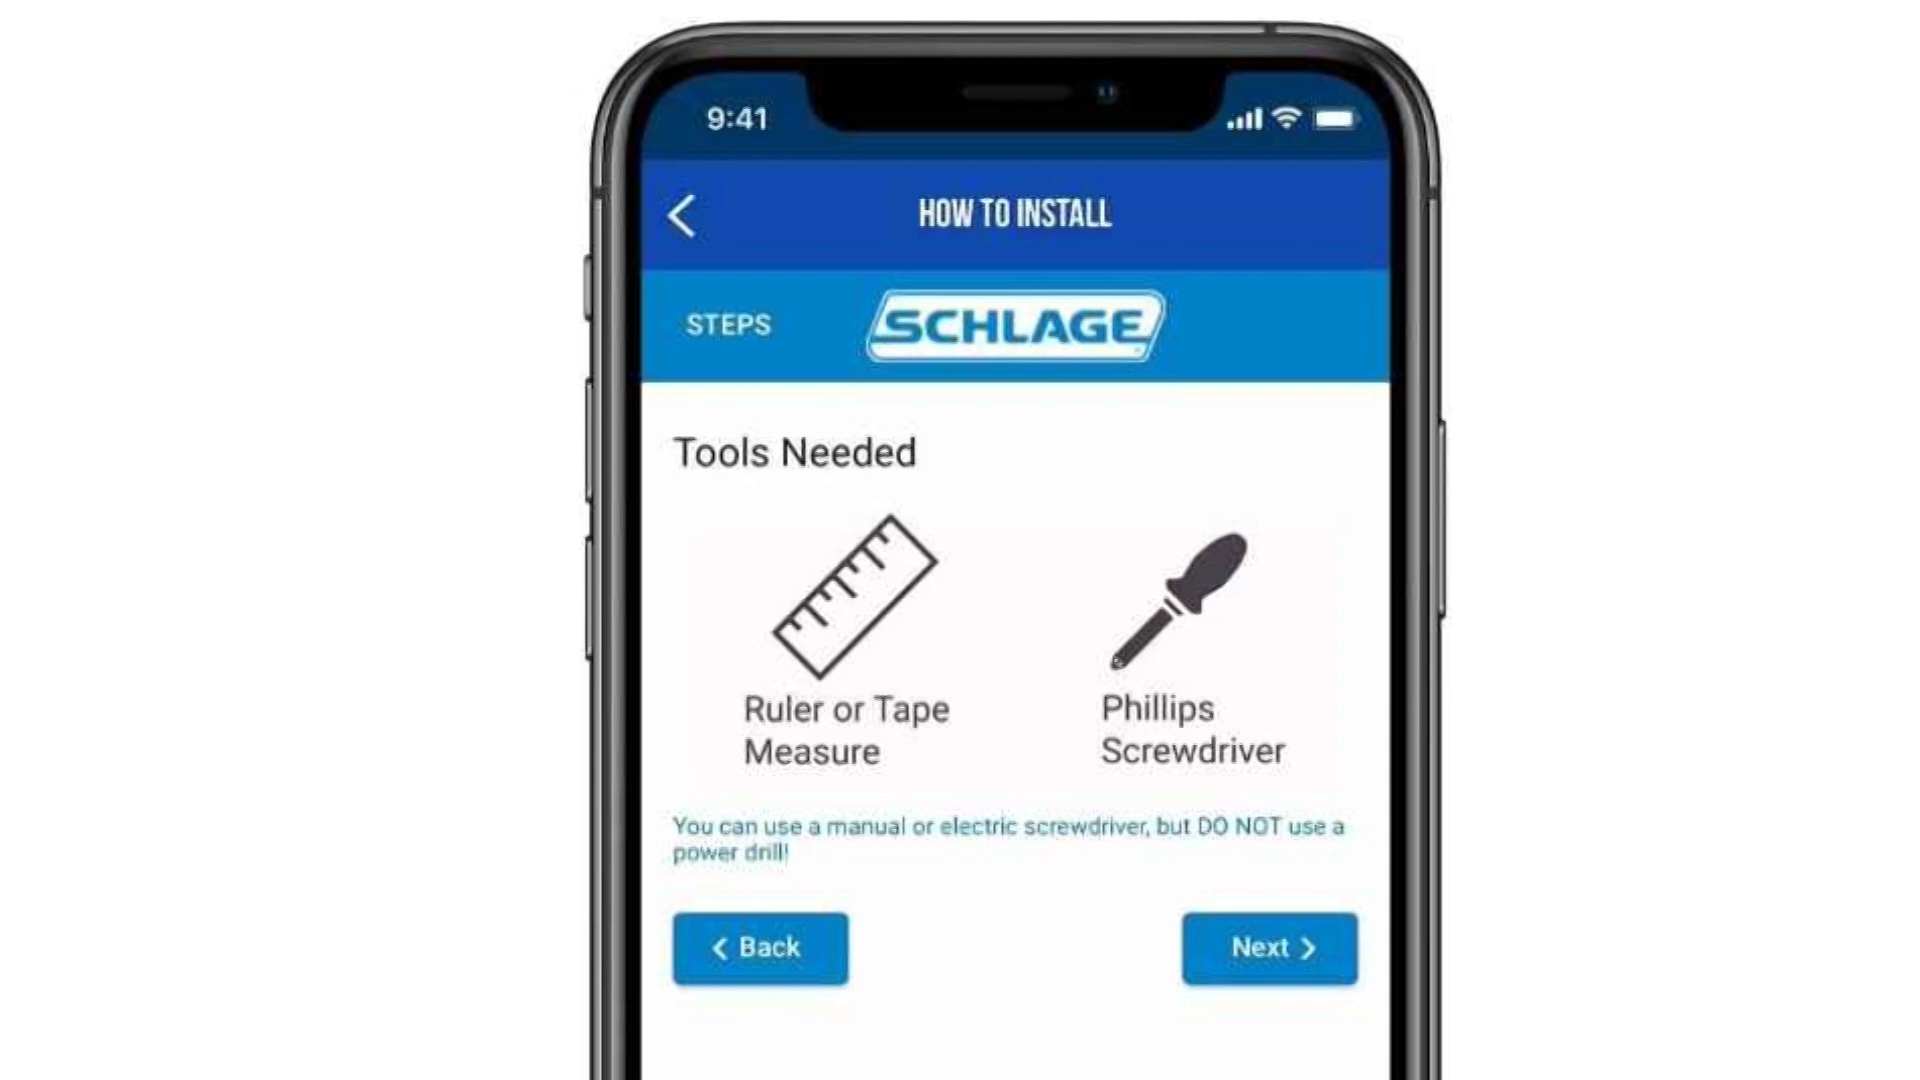 9:41
HOW TO INSTALL
STEPS
SCHLAGE
Tools Needed
Ruler or Tape
Measure
Phillips
Screwdriver
You can use a manual or electric screwdriver, but DO NOT use a
power drill!
Back
Next